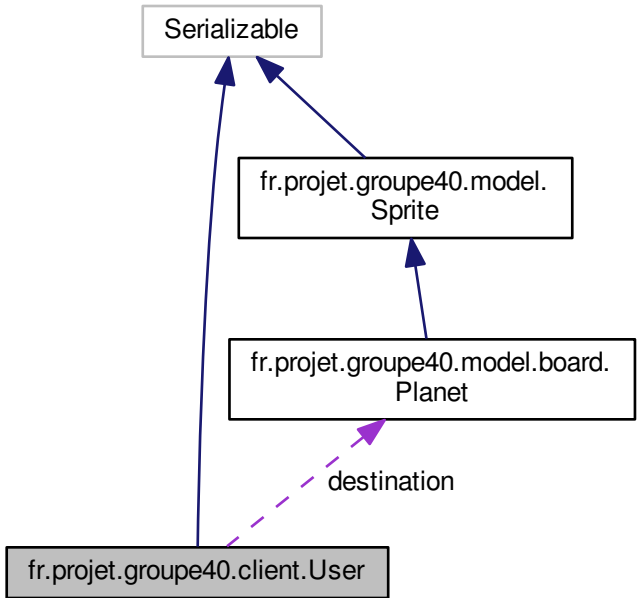 Serializable
fr.projet.groupe40.model.
Sprite
fr.projet.groupe40.model.board.
Planet
destination
fr.projet.groupe40.client.User